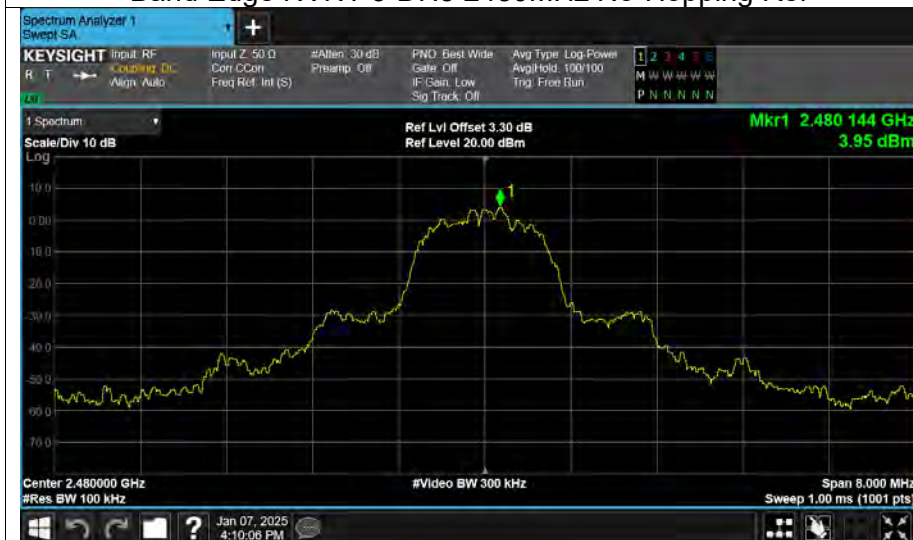 Spectrum Analyzer 1
Swept SA
+
KEYSIGHT Input: RF
R T Coupling: DC
Align: Auto
Input Z: 50 Ω
Corr CCorr
Freq Ref: Int (S)
#Atten: 30 dB
Preamp: Off
PNO: Best Wide
Gate: Off
IF Gain: Low
Sig Track: Off
Avg Type: Log-Power
Avg|Hold: 100/100
Trig: Free Run
1 2 3 4 5 6
M W W W W W
P N N N N N
1 Spectrum
Scale/Div 10 dB
Log
Ref Lvl Offset 3.30 dB
Ref Level 20.00 dBm
Mkr1 2.480 144 GHz
3.95 dBm
10.0
0.00
-10.0
-20.0
-30.0
-40.0
-50.0
-60.0
-70.0
1
Center 2.480000 GHz
#Res BW 100 kHz
#Video BW 300 kHz
Span 8.000 MHz
Sweep 1.00 ms (1001 pts)
?
Jan 07, 2025
4:10:06 PM